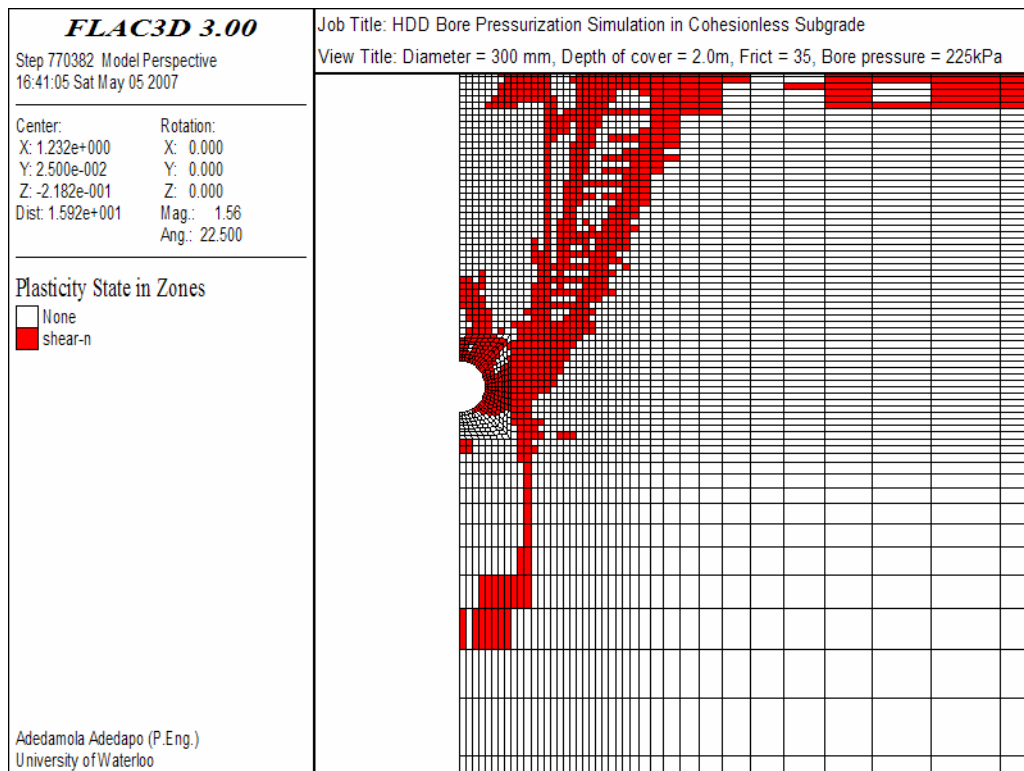 FLAC3D 3.00
Step 770382 Model Perspective
16:41:05 Sat May 05 2007
Center:
X: 1.232e+000
Y: 2.500e-002
Z: -2.182e-001
Dist: 1.592e+001
Rotation:
X: 0.000
Y: 0.000
Z: 0.000
Mag.: 1.56
Ang.: 22.500
Plasticity State in Zones
None
shear-n
Adedamola Adedapo (P.Eng.)
University of Waterloo
Job Title: HDD Bore Pressurization Simulation in Cohesionless Subgrade
View Title: Diameter = 300 mm, Depth of cover = 2.0m, Frict = 35, Bore pressure = 225kPa